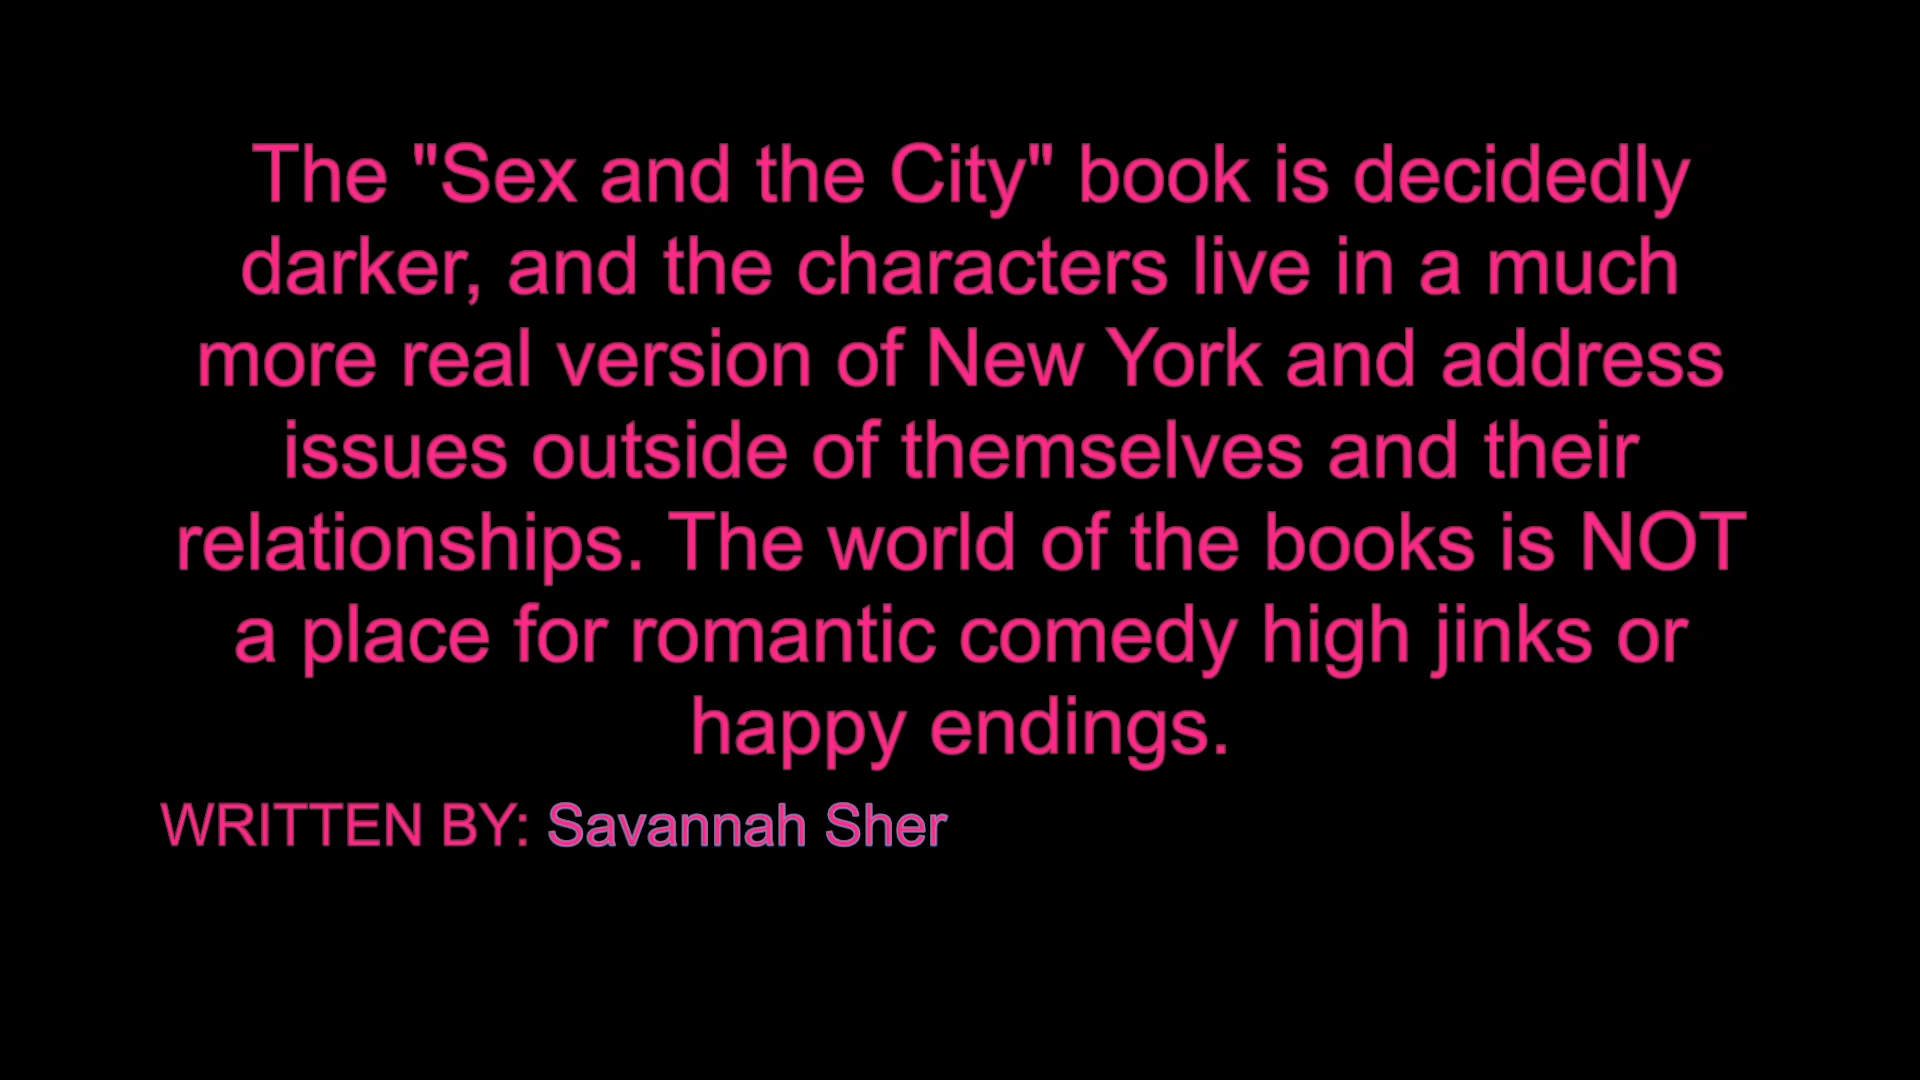 The "Sex and the City" book is decidedly
darker, and the characters live in a much
more real version of New York and address
issues outside of themselves and their
relationships. The world of the books is NOT
a place for romantic comedy high jinks or
happy endings.
WRITTEN BY: Savannah Sher